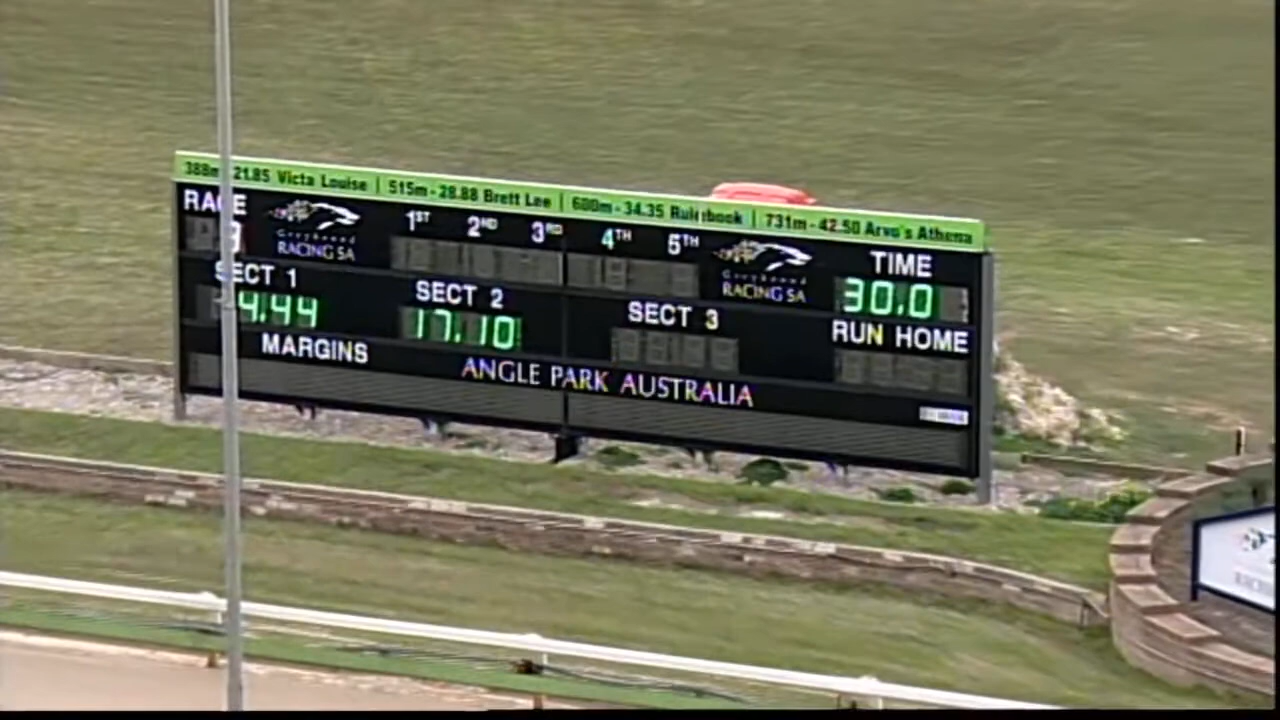 388m - 21.85 Victa Louise | 515m - 28.88 Brett Lee | 600m - 34.35 Rulebook | 731m - 42.50 Arvo's Athena
RACE 1ST 2ND 3RD 4TH 5TH TIME
9 Greyhound RACING SA Greyhound RACING SA 30.0
SECT 1 SECT 2 SECT 3 RUN HOME
4.44 17.10
MARGINS ANGLE PARK AUSTRALIA